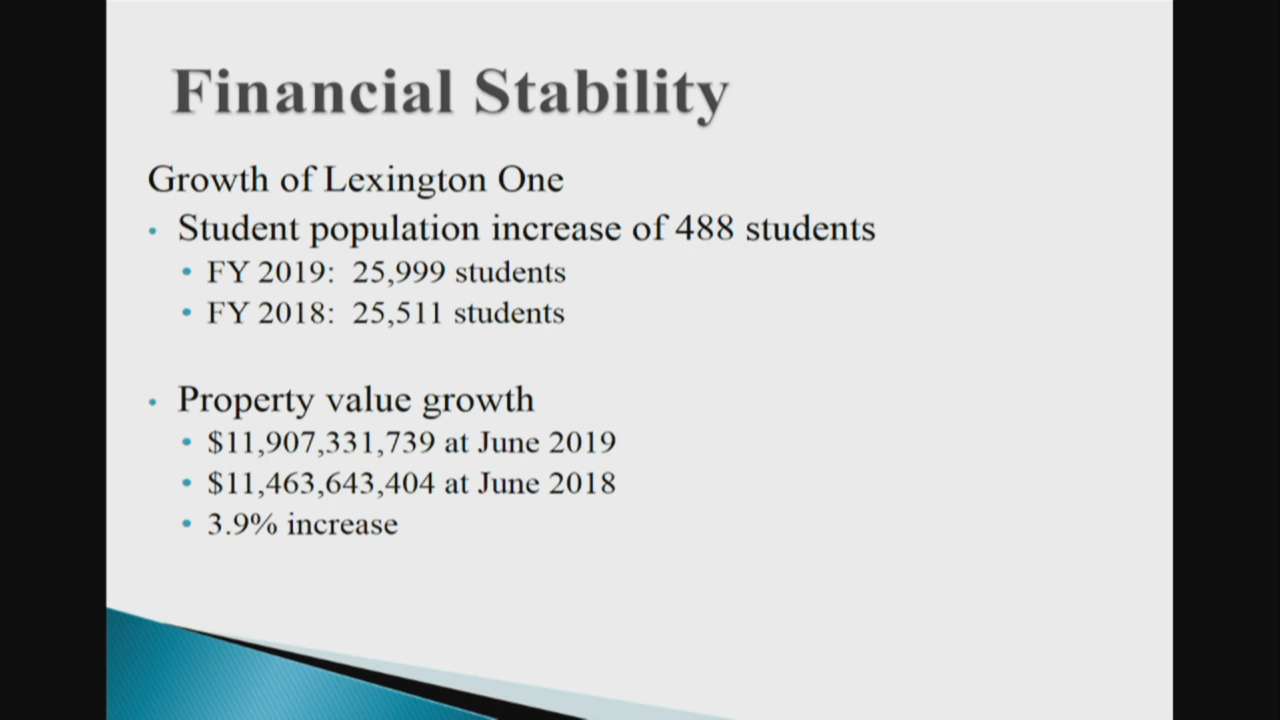 Financial Stability
Growth of Lexington One
• Student population increase of 488 students
• FY 2019: 25,999 students
• FY 2018: 25,511 students
• Property value growth
• $11,907,331,739 at June 2019
• $11,463,643,404 at June 2018
• 3.9% increase